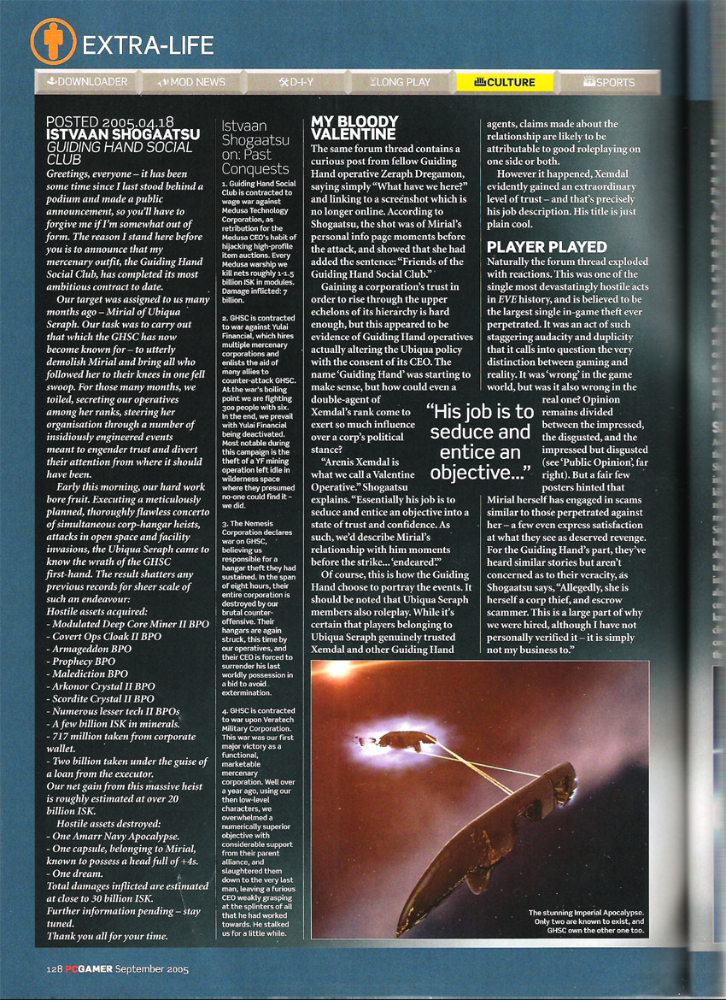 EXTRA-LIFE
DOWNLOADER
MOD NEWS
D-I-Y
LONG PLAY
CULTURE
SPORTS
POSTED 2005.04.18
ISTVAAN SHOGAATSU
GUIDING HAND SOCIAL
CLUB
Greetings, everyone – it has been
some time since I last stood behind a
podium and made a public
announcement, so you'll have to
forgive me if I'm somewhat out of
form. The reason I stand here before
you is to announce that my
mercenary outfit, the Guiding Hand
Social Club, has completed its most
ambitious contract to date.
Our target was assigned to us many
months ago – Mirial of Ubiqua
Seraph. Our task was to carry out
that which the GHSC has now
become known for – to utterly
demolish Mirial and bring all who
followed her to their knees in one fell
swoop. For those many months, we
toiled, secreting our operatives
among her ranks, steering her
organisation through a number of
insidiously engineered events
meant to engender trust and divert
their attention from where it should
have been.
Early this morning, our hard work
bore fruit. Executing a meticulously
planned, thoroughly flawless concerto
of simultaneous corp-hangar heists,
attacks in open space and facility
invasions, the Ubiqua Seraph came to
know the wrath of the GHSC
first-hand. The result shatters any
previous records for sheer scale of
such an endeavour:
Hostile assets acquired:
- Modulated Deep Core Miner II BPO
- Covert Ops Cloak II BPO
- Armageddon BPO
- Prophecy BPO
- Malediction BPO
- Arkonor Crystal II BPO
- Scordite Crystal II BPO
- Numerous lesser tech II BPOs
- A few billion ISK in minerals.
- 717 million taken from corporate
wallet.
- Two billion taken under the guise of
a loan from the executor.
Our net gain from this massive heist
is roughly estimated at over 20
billion ISK.
Hostile assets destroyed:
- One Amarr Navy Apocalypse.
- One capsule, belonging to Mirial,
known to possess a head full of +4s.
- One dream.
Total damages inflicted are estimated
at close to 30 billion ISK.
Further information pending – stay
tuned.
Thank you all for your time.
Istvaan
Shogaatsu
on: Past
Conquests
1. Guiding Hand Social
Club is contracted to
wage war against
Medusa Technology
Corporation, as
retribution for the
Medusa CEO's habit of
hijacking high-profile
item auctions. Every
Medusa warship we
kill nets roughly 1-1.5
billion ISK in modules.
Damage inflicted: 7
billion.
2. GHSC is contracted
to war against Yulai
Financial, which hires
multiple mercenary
corporations and
enlists the aid of
many allies to
counter-attack GHSC.
At the war's boiling
point we are fighting
300 people with six.
In the end, we prevail
with Yulai Financial
being deactivated.
Most notable during
this campaign is the
theft of a YF mining
operation left idle in
wilderness space
where they presumed
no-one could find it –
we did.
3. The Nemesis
Corporation declares
war on GHSC,
believing us
responsible for a
hangar theft they had
sustained. In the span
of eight hours, their
entire corporation is
destroyed by our
brutal counter-
offensive. Their
hangars are again
struck, this time by
our operatives, and
their CEO is forced to
surrender his last
worldly possession in
a bid to avoid
extermination.
4. GHSC is contracted
to war upon Veratech
Military Corporation.
This war was our first
major victory as a
functional,
marketable
mercenary
corporation. Well over
a year ago, using our
then low-level
characters, we
overwhelmed a
numerically superior
objective with
considerable support
from their parent
alliance, and
slaughtered them
down to the very last
man, leaving a furious
CEO weakly grasping
at the splinters of all
that he had worked
towards. He stalked
us for a little while.
MY BLOODY
VALENTINE
The same forum thread contains a
curious post from fellow Guiding
Hand operative Zeraph Dregamon,
saying simply “What have we here?”
and linking to a screenshot which is
no longer online. According to
Shogaatsu, the shot was of Mirial's
personal info page moments before
the attack, and showed that she had
added the sentence: “Friends of the
Guiding Hand Social Club.”
Gaining a corporation's trust in
order to rise through the upper
echelons of its hierarchy is hard
enough, but this appeared to be
evidence of Guiding Hand operatives
actually altering the Ubiqua policy
with the consent of its CEO. The
name ‘Guiding Hand’ was starting to
make sense, but how could even a
double-agent of
Xemdal's rank come to
exert so much influence
over a corp's political
stance?
“Arenis Xemdal is
what we call a Valentine
Operative.” Shogaatsu
explains. “Essentially his job is to
seduce and entice an objective into a
state of trust and confidence. As
such, we'd describe Mirial's
relationship with him moments
before the strike... ‘endeared’.”
Of course, this is how the Guiding
Hand choose to portray the events. It
should be noted that Ubiqua Seraph
members also roleplay. While it's
certain that players belonging to
Ubiqua Seraph genuinely trusted
Xemdal and other Guiding Hand
“His job is to
seduce and
entice an
objective...”
agents, claims made about the
relationship are likely to be
attributable to good roleplaying on
one side or both.
However it happened, Xemdal
evidently gained an extraordinary
level of trust – and that's precisely
his job description. His title is just
plain cool.
PLAYER PLAYED
Naturally the forum thread exploded
with reactions. This was one of the
single most devastatingly hostile acts
in EVE history, and is believed to be
the largest single in-game theft ever
perpetrated. It was an act of such
staggering audacity and duplicity
that it calls into question the very
distinction between gaming and
reality. It was ‘wrong’ in the game
world, but was it also wrong in the
real one? Opinion
remains divided
between the impressed,
the disgusted, and the
impressed but disgusted
(see ‘Public Opinion’, far
right). But a fair few
posters hinted that
Mirial herself has engaged in scams
similar to those perpetrated against
her – a few even express satisfaction
at what they see as deserved revenge.
For the Guiding Hand's part, they've
heard similar stories but aren't
concerned as to their veracity, as
Shogaatsu says, “Allegedly, she is
herself a corp thief, and escrow
scammer. This is a large part of why
we were hired, although I have not
personally verified it – it is simply
not my business to.”
The stunning Imperial Apocalypse.
Only two are known to exist, and
GHSC own the other one too.
128 PCGAMER September 2005